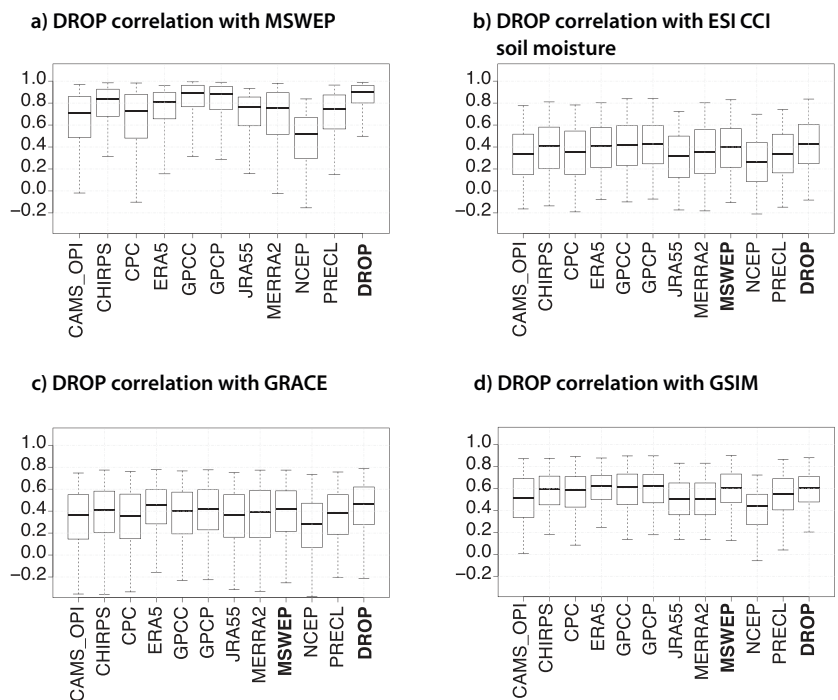 a) DROP correlation with MSWEP
1.0
0.8
0.6
0.4
0.2
0.0
−0.2
CAMS_OPI
CHIRPS
CPC
ERA5
GPCC
GPCP
JRA55
MERRA2
NCEP
PRECL
DROP
b) DROP correlation with ESI CCI
soil moisture
1.0
0.8
0.6
0.4
0.2
0.0
−0.2
CAMS_OPI
CHIRPS
CPC
ERA5
GPCC
GPCP
JRA55
MERRA2
MSWEP
NCEP
PRECL
DROP
c) DROP correlation with GRACE
1.0
0.8
0.6
0.4
0.2
0.0
−0.2
CAMS_OPI
CHIRPS
CPC
ERA5
GPCC
GPCP
JRA55
MERRA2
MSWEP
NCEP
PRECL
DROP
d) DROP correlation with GSIM
1.0
0.8
0.6
0.4
0.2
0.0
−0.2
CAMS_OPI
CHIRPS
CPC
ERA5
GPCC
GPCP
JRA55
MERRA2
MSWEP
NCEP
PRECL
DROP